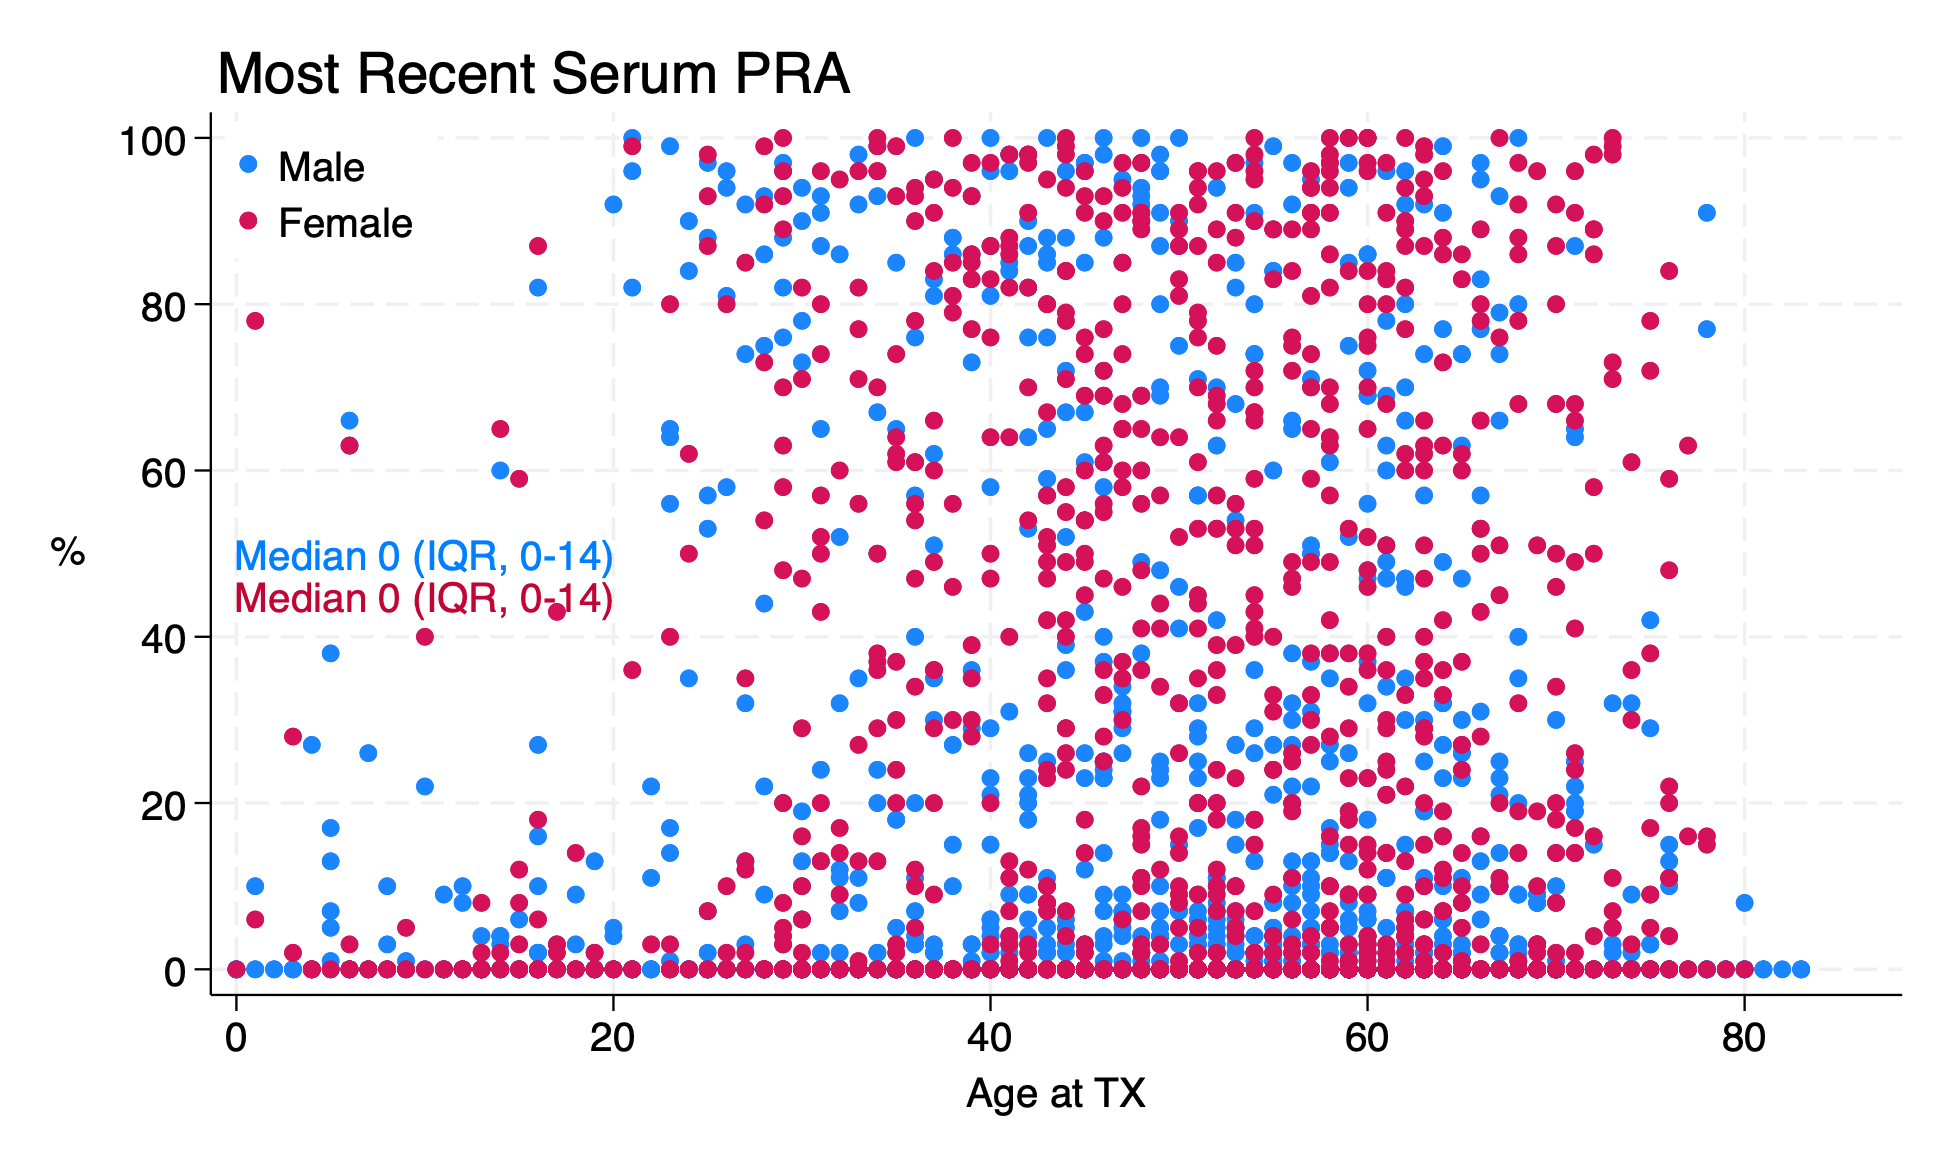 Most Recent Serum PRA
100
Male
Female
80
60
%
Median 0 (IQR, 0-14)
Median 0 (IQR, 0-14)
40
20
0
0 20 40 60 80
Age at TX